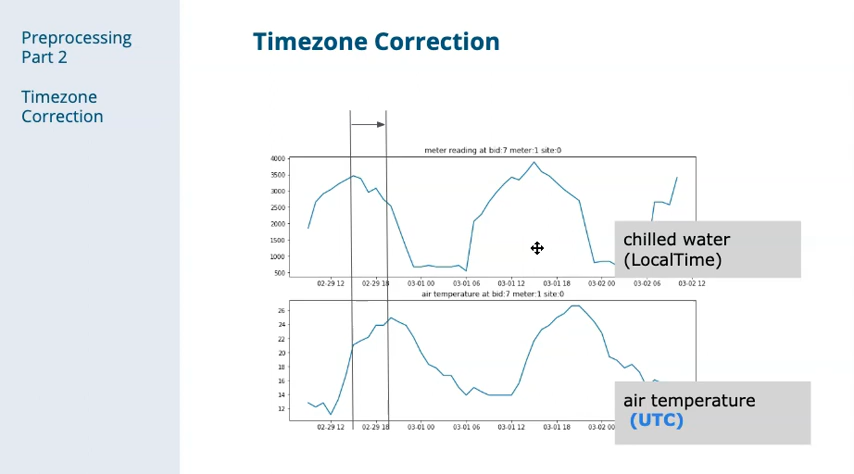 Preprocessing
Part 2
Timezone
Correction
Timezone Correction
meter reading at bid:7 meter:1 site:0
4000
3500
3000
2500
2000
1500
1000
500
02-29 12 02-29 18 03-01 00 03-01 06 03-01 12 03-01 18 03-02 00 03-02 06 03-02 12
chilled water
(LocalTime)
air temperature at bid:7 meter:1 site:0
26
24
22
20
18
16
14
12
02-29 12 02-29 18 03-01 00 03-01 06 03-01 12 03-01 18 03-02 00
air temperature
(UTC)